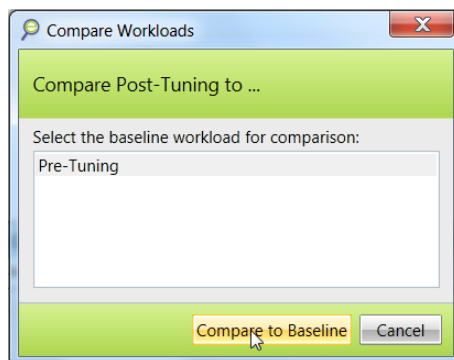 Compare Workloads
Compare Post-Tuning to ...
Select the baseline workload for comparison:
Pre-Tuning
Compare to Baseline
Cancel